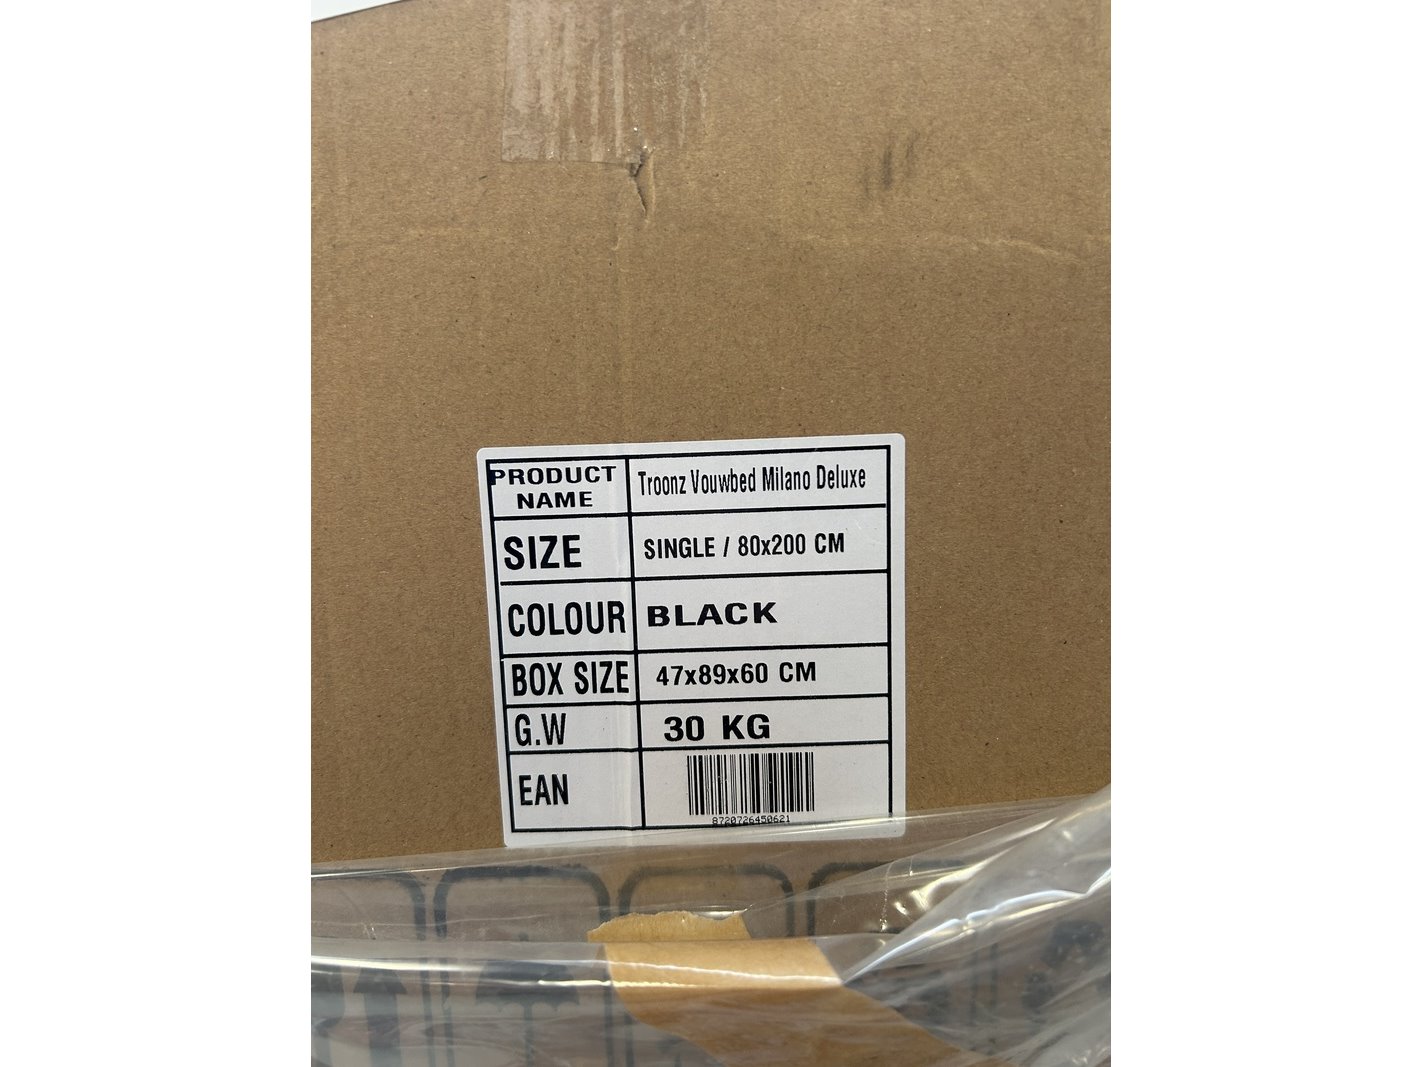 PRODUCT
NAME
Troonz Vouwbed Milano Deluxe
SIZE
SINGLE / 80x200 CM
COLOUR
BLACK
BOX SIZE
47x89x60 CM
G.W
30 KG
EAN
8720726450621